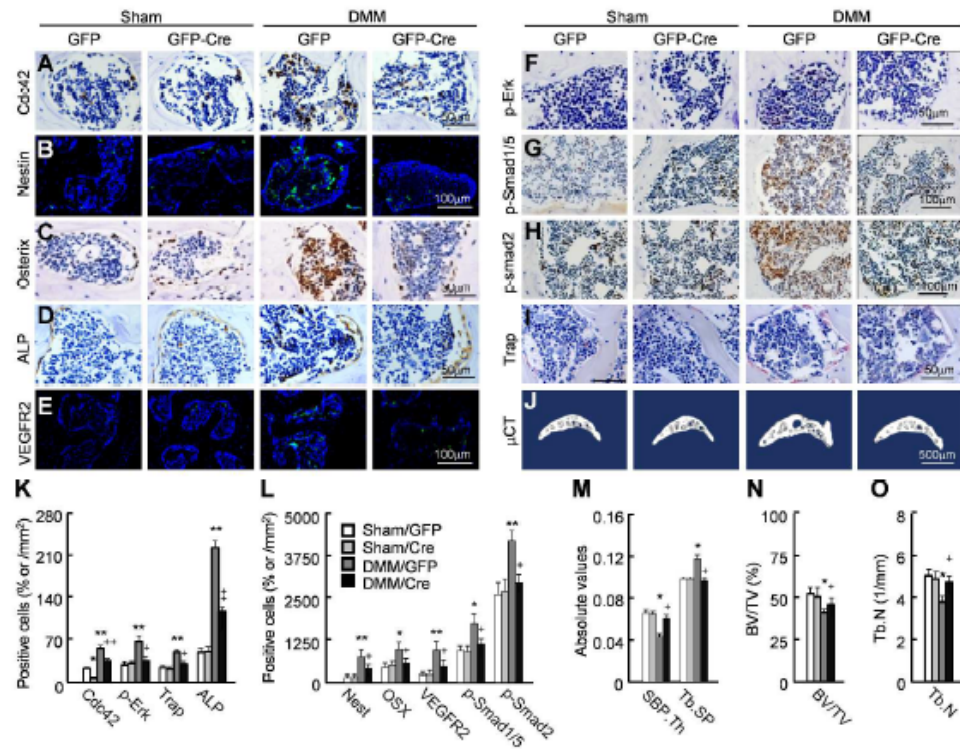 Sham DMM Sham DMM
GFP GFP-Cre GFP GFP-Cre GFP GFP-Cre GFP GFP-Cre
A Cdc42 50μm
F p-Erk 50μm
B Nestin 100μm
G p-Smad1/5 100μm
C Osterix 50μm
H p-smad2 100μm
D ALP 50μm
I Trap 50μm
E VEGFR2 100μm
J μCT 500μm
K
Positive cells (% or /mm²)
280
210
140
70
0
* ** ++ ** + ** + ** ‡
Cdc42 p-Erk Trap ALP
L
Positive cells (% or /mm²)
5000
3750
2500
1250
0
Sham/GFP
Sham/Cre
DMM/GFP
DMM/Cre
** + * + ** + * + ** +
Nest OSX VEGFR2 p-Smad1/5 p-Smad2
M
Absolute values
0.16
0.12
0.08
0.04
* + * +
SBP.Th Tb.SP
N
BV/TV (%)
100
75
50
25
0
* +
BV/TV
O
Tb.N (1/mm)
8
6
4
2
0
* +
Tb.N